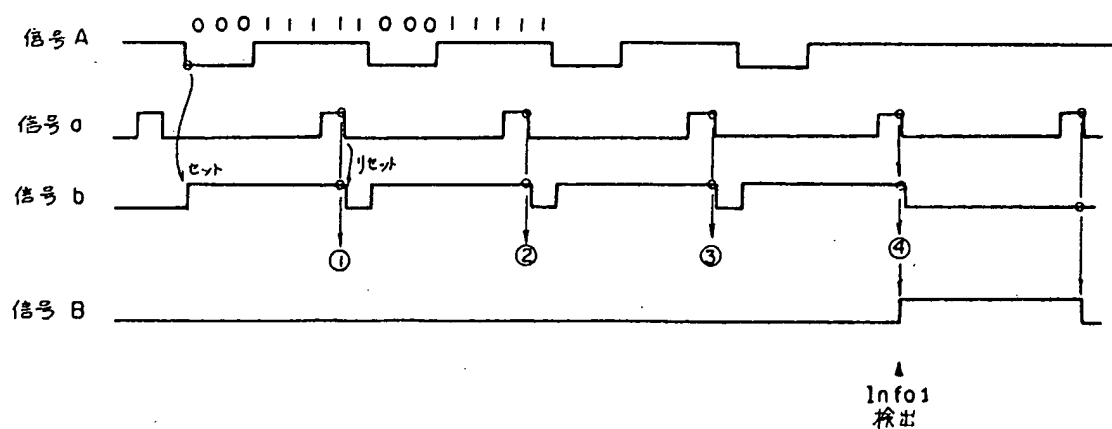 0 0 0 1 1 1 1 1 0 0 0 1 1 1 1 1
信号 A
信号 a
セット
リセット
信号 b
① ② ③ ④
信号 B
Info1
検出